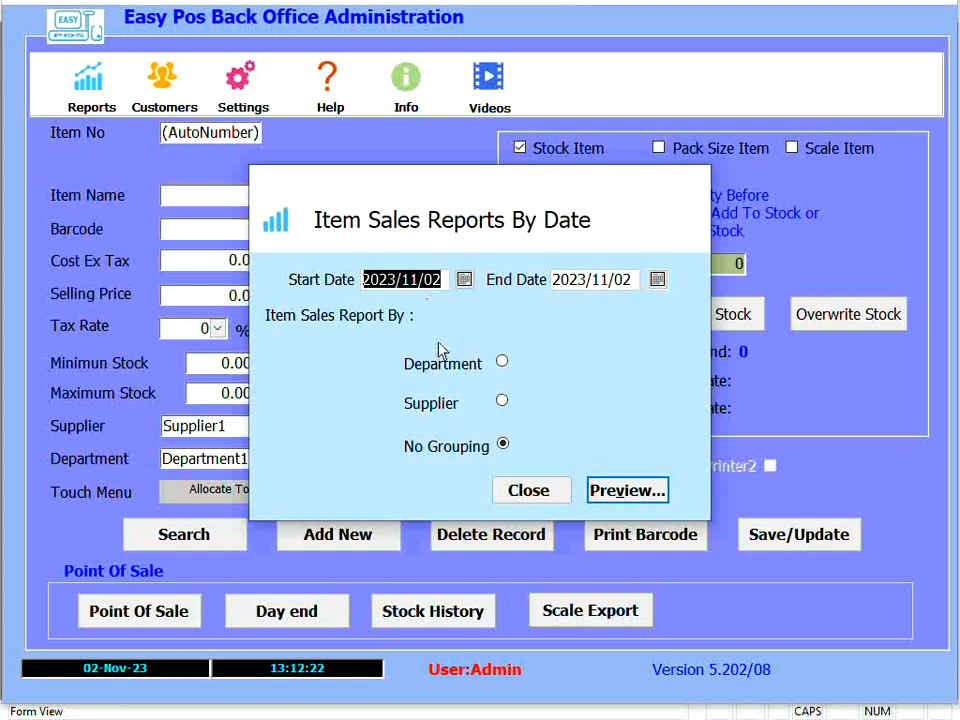 EASY
POS
Easy Pos Back Office Administration
Reports
Customers
Settings
Help
Info
Videos
Item No
(AutoNumber)
Stock Item
Pack Size Item
Scale Item
Item Name
Barcode
Cost Ex Tax
0.0
Selling Price
0.0
Tax Rate
0
%
Minimun Stock
0.00
Maximum Stock
0.00
Supplier
Supplier1
Department
Department1
Touch Menu
Allocate To
ty Before
Add To Stock or
Stock
0
Stock
Overwrite Stock
nd: 0
ate:
ate:
rinter2
Item Sales Reports By Date
Start Date
2023/11/02
End Date
2023/11/02
Item Sales Report By :
Department
Supplier
No Grouping
Close
Preview...
Search
Add New
Delete Record
Print Barcode
Save/Update
Point Of Sale
Point Of Sale
Day end
Stock History
Scale Export
02-Nov-23
13:12:22
User:Admin
Version 5.202/08
Form View
CAPS
NUM